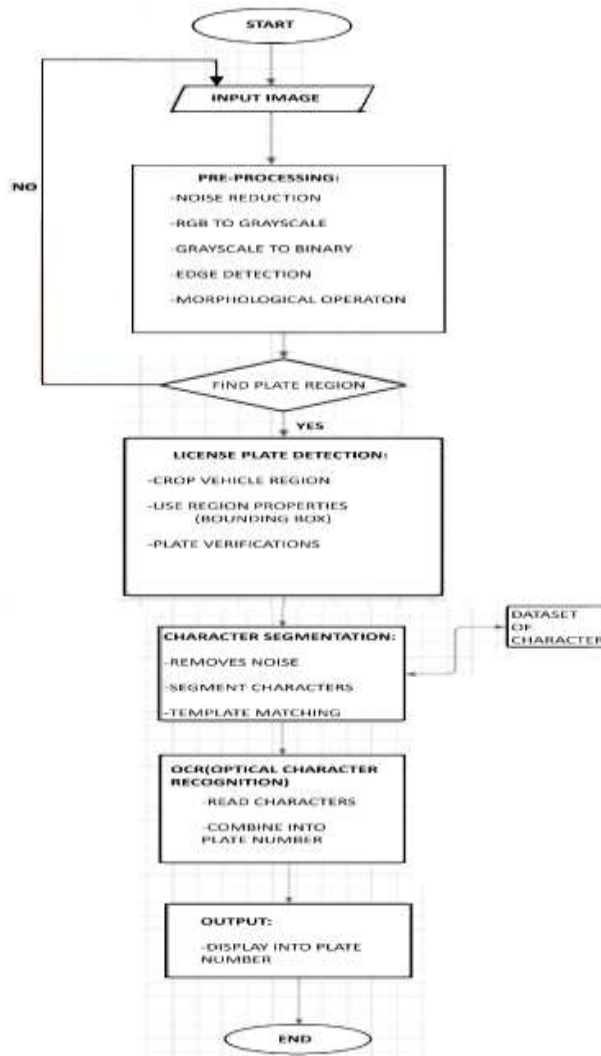 START
INPUT IMAGE
NO
PRE-PROCESSING:
-NOISE REDUCTION
-RGB TO GRAYSCALE
-GRAYSCALE TO BINARY
-EDGE DETECTION
-MORPHOLOGICAL OPERATON
FIND PLATE REGION
YES
LICENSE PLATE DETECTION:
-CROP VEHICLE REGION
-USE REGION PROPERTIES
(BOUNDING BOX)
-PLATE VERIFICATIONS
CHARACTER SEGMENTATION:
-REMOVES NOISE
-SEGMENT CHARACTERS
-TEMPLATE MATCHING
DATASET
OF
CHARACTER
OCR(OPTICAL CHARACTER
RECOGNITION)
-READ CHARACTERS
-COMBINE INTO
PLATE NUMBER
OUTPUT:
-DISPLAY INTO PLATE
NUMBER
END